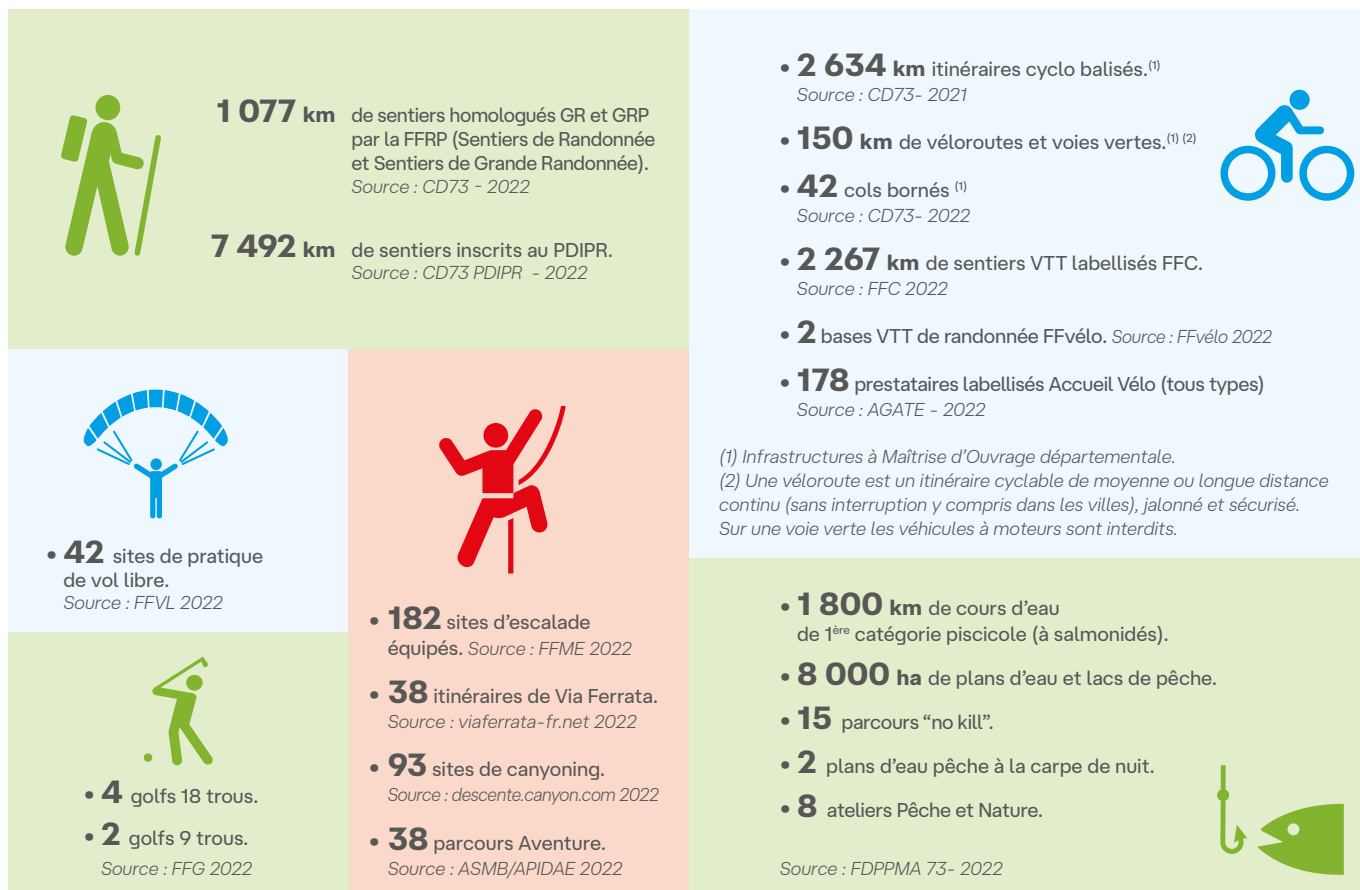 1 077 km de sentiers homologués GR et GRP
par la FFRP (Sentiers de Randonnée
et Sentiers de Grande Randonnée).
Source : CD73 - 2022
7 492 km de sentiers inscrits au PDIPR.
Source : CD73 PDIPR - 2022
• 2 634 km itinéraires cyclo balisés.(1)
Source : CD73- 2021
• 150 km de véloroutes et voies vertes.(1) (2)
• 42 cols bornés (1)
Source : CD73- 2022
• 2 267 km de sentiers VTT labellisés FFC.
Source : FFC 2022
• 2 bases VTT de randonnée FFvélo. Source : FFvélo 2022
• 178 prestataires labellisés Accueil Vélo (tous types)
Source : AGATE - 2022
(1) Infrastructures à Maîtrise d’Ouvrage départementale.
(2) Une véloroute est un itinéraire cyclable de moyenne ou longue distance
continu (sans interruption y compris dans les villes), jalonné et sécurisé.
Sur une voie verte les véhicules à moteurs sont interdits.
• 42 sites de pratique
de vol libre.
Source : FFVL 2022
• 4 golfs 18 trous.
• 2 golfs 9 trous.
Source : FFG 2022
• 182 sites d’escalade
équipés. Source : FFME 2022
• 38 itinéraires de Via Ferrata.
Source : viaferrata-fr.net 2022
• 93 sites de canyoning.
Source : descente.canyon.com 2022
• 38 parcours Aventure.
Source : ASMB/APIDAE 2022
• 1 800 km de cours d’eau
de 1ère catégorie piscicole (à salmonidés).
• 8 000 ha de plans d’eau et lacs de pêche.
• 15 parcours “no kill”.
• 2 plans d’eau pêche à la carpe de nuit.
• 8 ateliers Pêche et Nature.
Source : FDPPMA 73- 2022